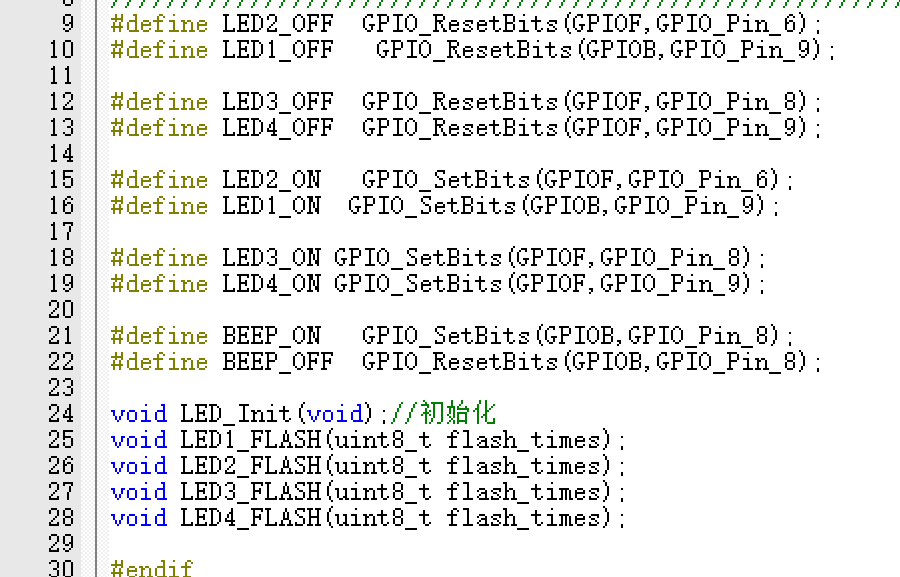 9 #define LED2_OFF  GPIO_ResetBits(GPIOF,GPIO_Pin_6);
10 #define LED1_OFF   GPIO_ResetBits(GPIOB,GPIO_Pin_9);
11
12 #define LED3_OFF  GPIO_ResetBits(GPIOF,GPIO_Pin_8);
13 #define LED4_OFF  GPIO_ResetBits(GPIOF,GPIO_Pin_9);
14
15 #define LED2_ON   GPIO_SetBits(GPIOF,GPIO_Pin_6);
16 #define LED1_ON  GPIO_SetBits(GPIOB,GPIO_Pin_9);
17
18 #define LED3_ON GPIO_SetBits(GPIOF,GPIO_Pin_8);
19 #define LED4_ON GPIO_SetBits(GPIOF,GPIO_Pin_9);
20
21 #define BEEP_ON   GPIO_SetBits(GPIOB,GPIO_Pin_8);
22 #define BEEP_OFF  GPIO_ResetBits(GPIOB,GPIO_Pin_8);
23
24 void LED_Init(void);//初始化
25 void LED1_FLASH(uint8_t flash_times);
26 void LED2_FLASH(uint8_t flash_times);
27 void LED3_FLASH(uint8_t flash_times);
28 void LED4_FLASH(uint8_t flash_times);
29
30 #endif